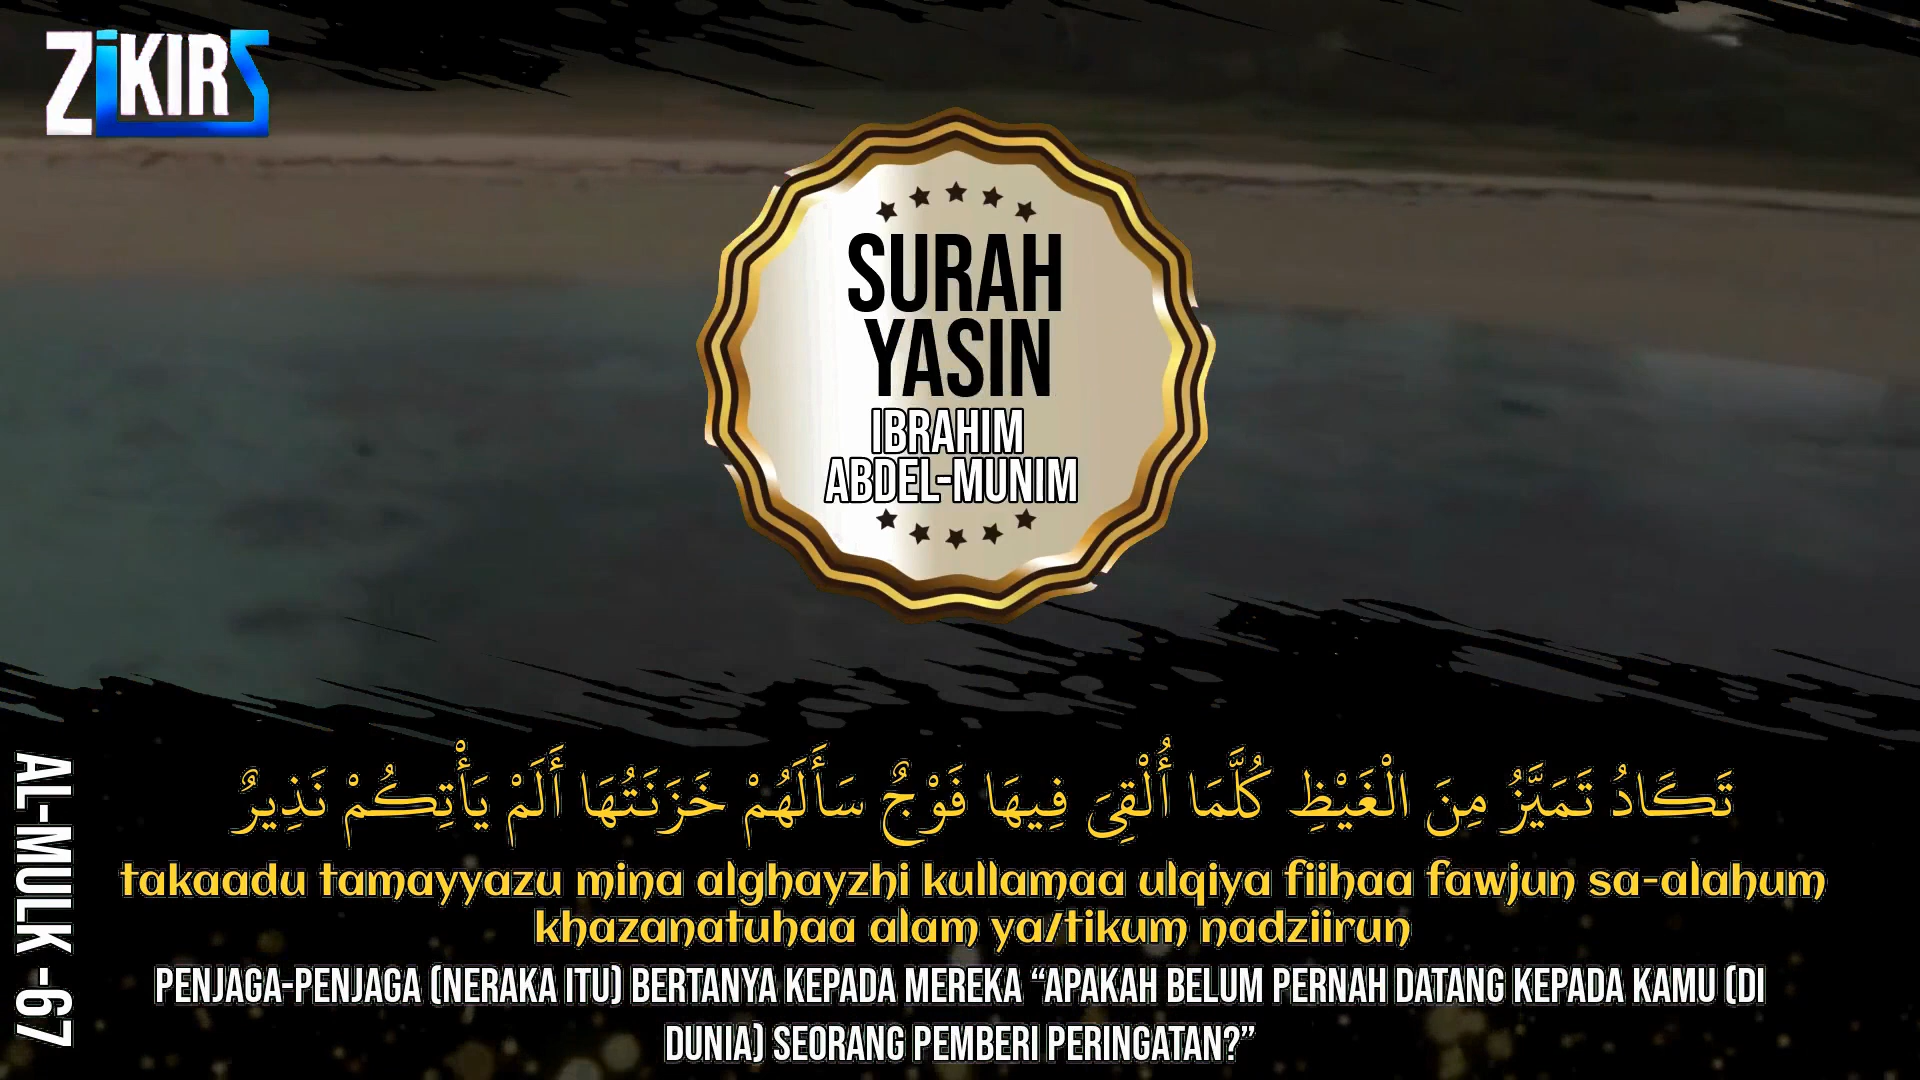 ZIKIRS
SURAH
YASIN
IBRAHIM
ABDEL-MUNIM
تَكَادُ تَمَيَّزُ مِنَ الْغَيْظِ كُلَّمَا أُلْقِىَ فِيهَا فَوْجٌ سَأَلَهُمْ خَزَنَتُهَا أَلَمْ يَأْتِكُمْ نَذِيرٌ
takaadu tamayyazu mina alghayzhi kullamaa ulqiya fiihaa fawjun sa-alahum
khazanatuhaa alam ya/tikum nadziirun
PENJAGA-PENJAGA (NERAKA ITU) BERTANYA KEPADA MEREKA “APAKAH BELUM PERNAH DATANG KEPADA KAMU (DI
DUNIA) SEORANG PEMBERI PERINGATAN?”
AL-MULK -67